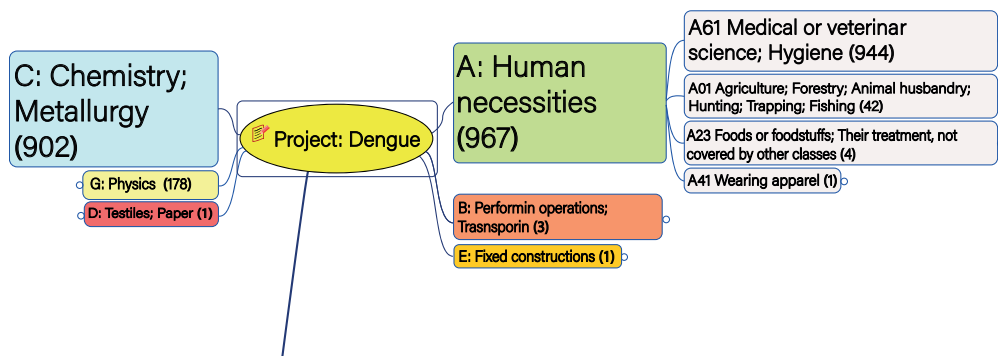 C: Chemistry;
Metallurgy
(902)
G: Physics (178)
D: Testiles; Paper (1)
Project: Dengue
A: Human
necessities
(967)
B: Performin operations;
Trasnsporin (3)
E: Fixed constructions (1)
A61 Medical or veterinar
science; Hygiene (944)
A01 Agriculture; Forestry; Animal husbandry;
Hunting; Trapping; Fishing (42)
A23 Foods or foodstuffs; Their treatment, not
covered by other classes (4)
A41 Wearing apparel (1)